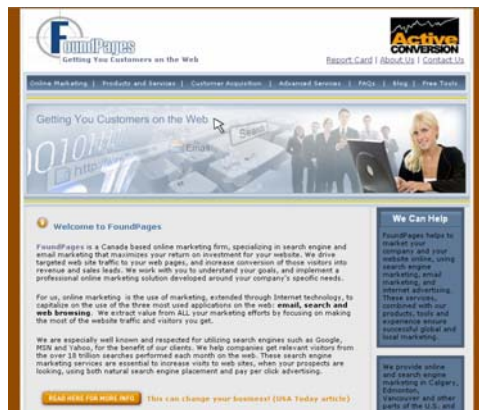 FoundPages
Getting You Customers on the Web
Active
CONVERSION
Report Card | About Us | Contact Us
Online Marketing | Products and Services | Customer Acquisition | Advanced Services | FAQs | Blog | Free Tools
Getting You Customers on the Web
Search
Email
http://
Welcome to FoundPages
FoundPages is a Canada based online marketing firm, specializing in search engine and
email marketing that maximizes your return on investment for your website. We drive
targeted web site traffic to your web pages, and increase conversion of those visitors into
revenue and sales leads. We work with you to understand your goals, and implement a
professional online marketing solution developed around your company's specific needs.
For us, online marketing is the use of marketing, extended through Internet technology, to
capitalize on the use of the three most used applications on the web: email, search and
web browsing. We extract value from ALL your marketing efforts by focusing on making
the most of the website traffic and visitors you get.
We are especially well known and respected for utilizing search engines such as Google,
MSN and Yahoo, for the benefit of our clients. We help companies get relevant visitors from
the over 18 trillion searches performed each month on the web. These search engine
marketing services are essential to increase visits to web sites, when your prospects are
looking, using both natural search engine placement and pay per click advertising.
READ HERE FOR MORE INFO This can change your business! (USA Today article)
We Can Help
FoundPages helps to
market your
company and your
website online, using
search engine
marketing, email
marketing, and
internet advertising.
These services,
combined with our
products, tools and
experience ensure
successful global and
local marketing.
We provide online
and search engine
marketing in Calgary,
Edmonton,
Vancouver and other
parts of the U.S. and